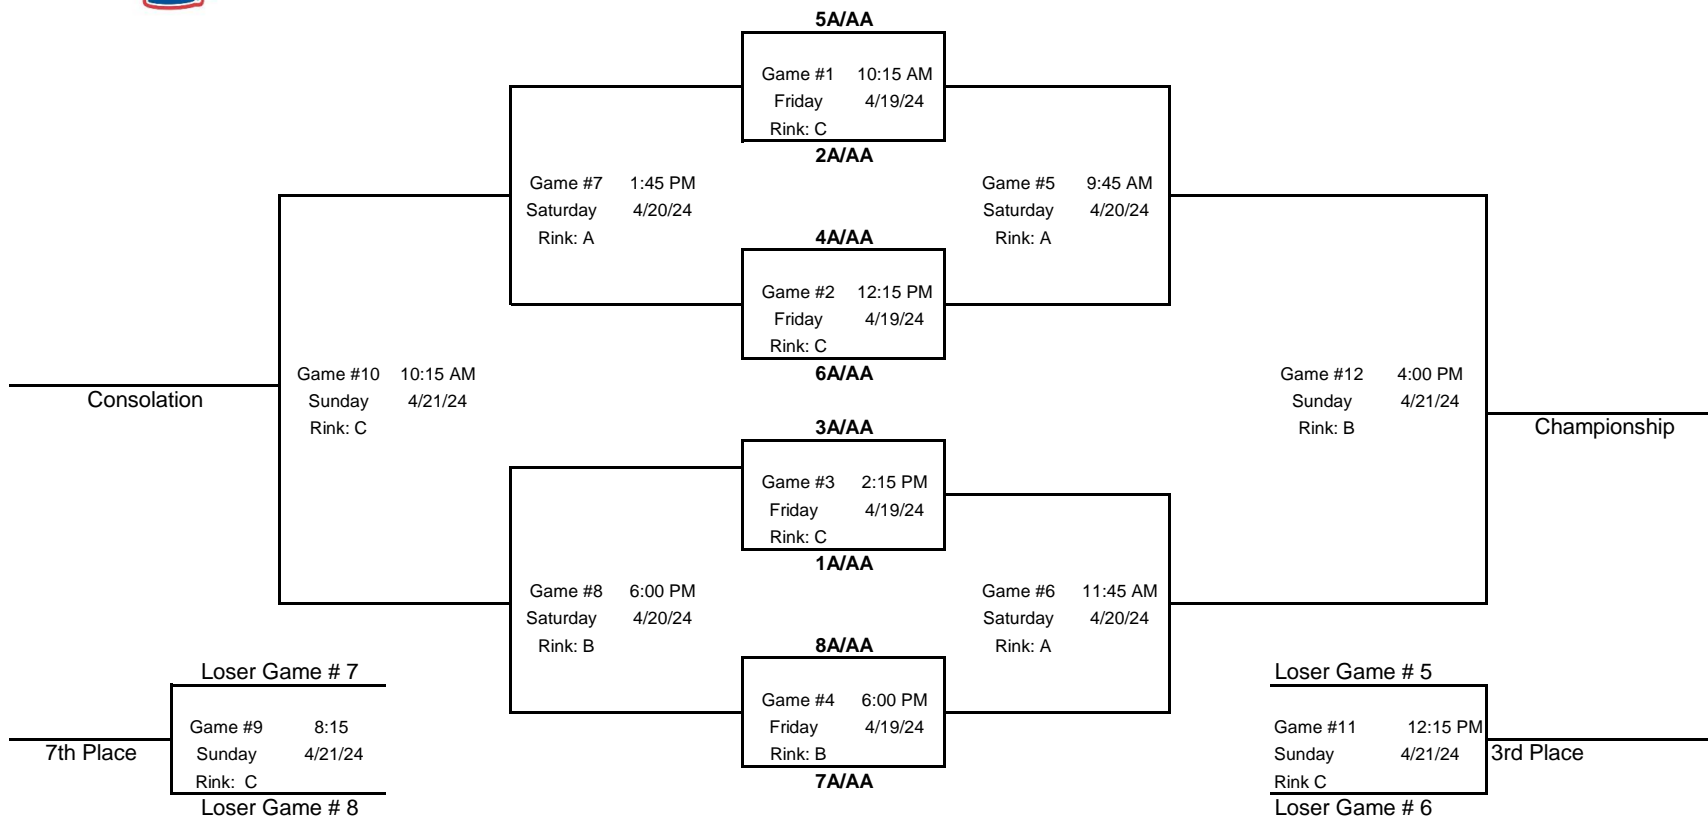 5A/AA
Game #1 10:15 AM
Friday 4/19/24
Rink: C
2A/AA
Game #7 1:45 PM
Saturday 4/20/24
Rink: A
Game #5 9:45 AM
Saturday 4/20/24
Rink: A
4A/AA
Game #2 12:15 PM
Friday 4/19/24
Rink: C
6A/AA
Game #10 10:15 AM
Sunday 4/21/24
Rink: C
Consolation
Game #12 4:00 PM
Sunday 4/21/24
Rink: B
Championship
3A/AA
Game #3 2:15 PM
Friday 4/19/24
Rink: C
1A/AA
Game #8 6:00 PM
Saturday 4/20/24
Rink: B
Game #6 11:45 AM
Saturday 4/20/24
Rink: A
8A/AA
Game #4 6:00 PM
Friday 4/19/24
Rink: B
7A/AA
Loser Game # 7
Game #9 8:15
Sunday 4/21/24
Rink: C
7th Place
Loser Game # 8
Loser Game # 5
Game #11 12:15 PM
Sunday 4/21/24
Rink C
3rd Place
Loser Game # 6